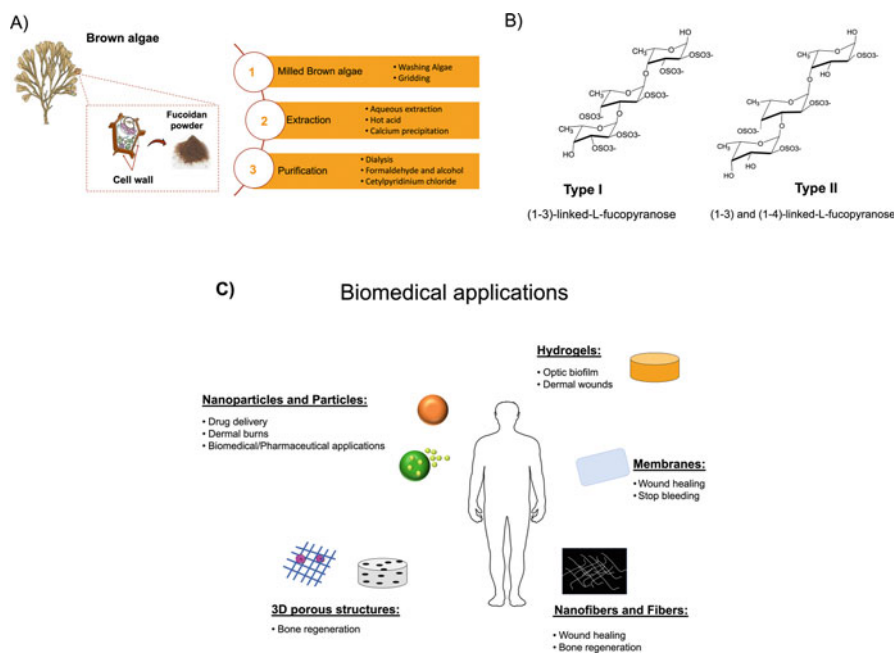 A)
Brown algae
Fucoidan
powder
Cell wall
1
Milled Brown algae
• Washing Algae
• Gridding
2
Extraction
• Aqueous extraction
• Hot acid
• Calcium precipitation
3
Purification
• Dialysis
• Formaldehyde and alcohol
• Cetylpyridinium chloride
B)
HO
CH3
OSO3-
O
OSO3-
CH3
O
OSO3-
O
OSO3-
CH3
O
OSO3-
O
HO
OSO3-
OSO3-
Type I
(1-3)-linked-L-fucopyranose
HO
CH3
O
OSO3-
HO
O
CH3
O
OSO3-
OSO3-
O
CH3
O
OSO3-
HO
HO
Type II
(1-3) and (1-4)-linked-L-fucopyranose
C)
Biomedical applications
Hydrogels:
• Optic biofilm
• Dermal wounds
Nanoparticles and Particles:
• Drug delivery
• Dermal burns
• Biomedical/Pharmaceutical applications
Membranes:
• Wound healing
• Stop bleeding
3D porous structures:
• Bone regeneration
Nanofibers and Fibers:
• Wound healing
• Bone regeneration